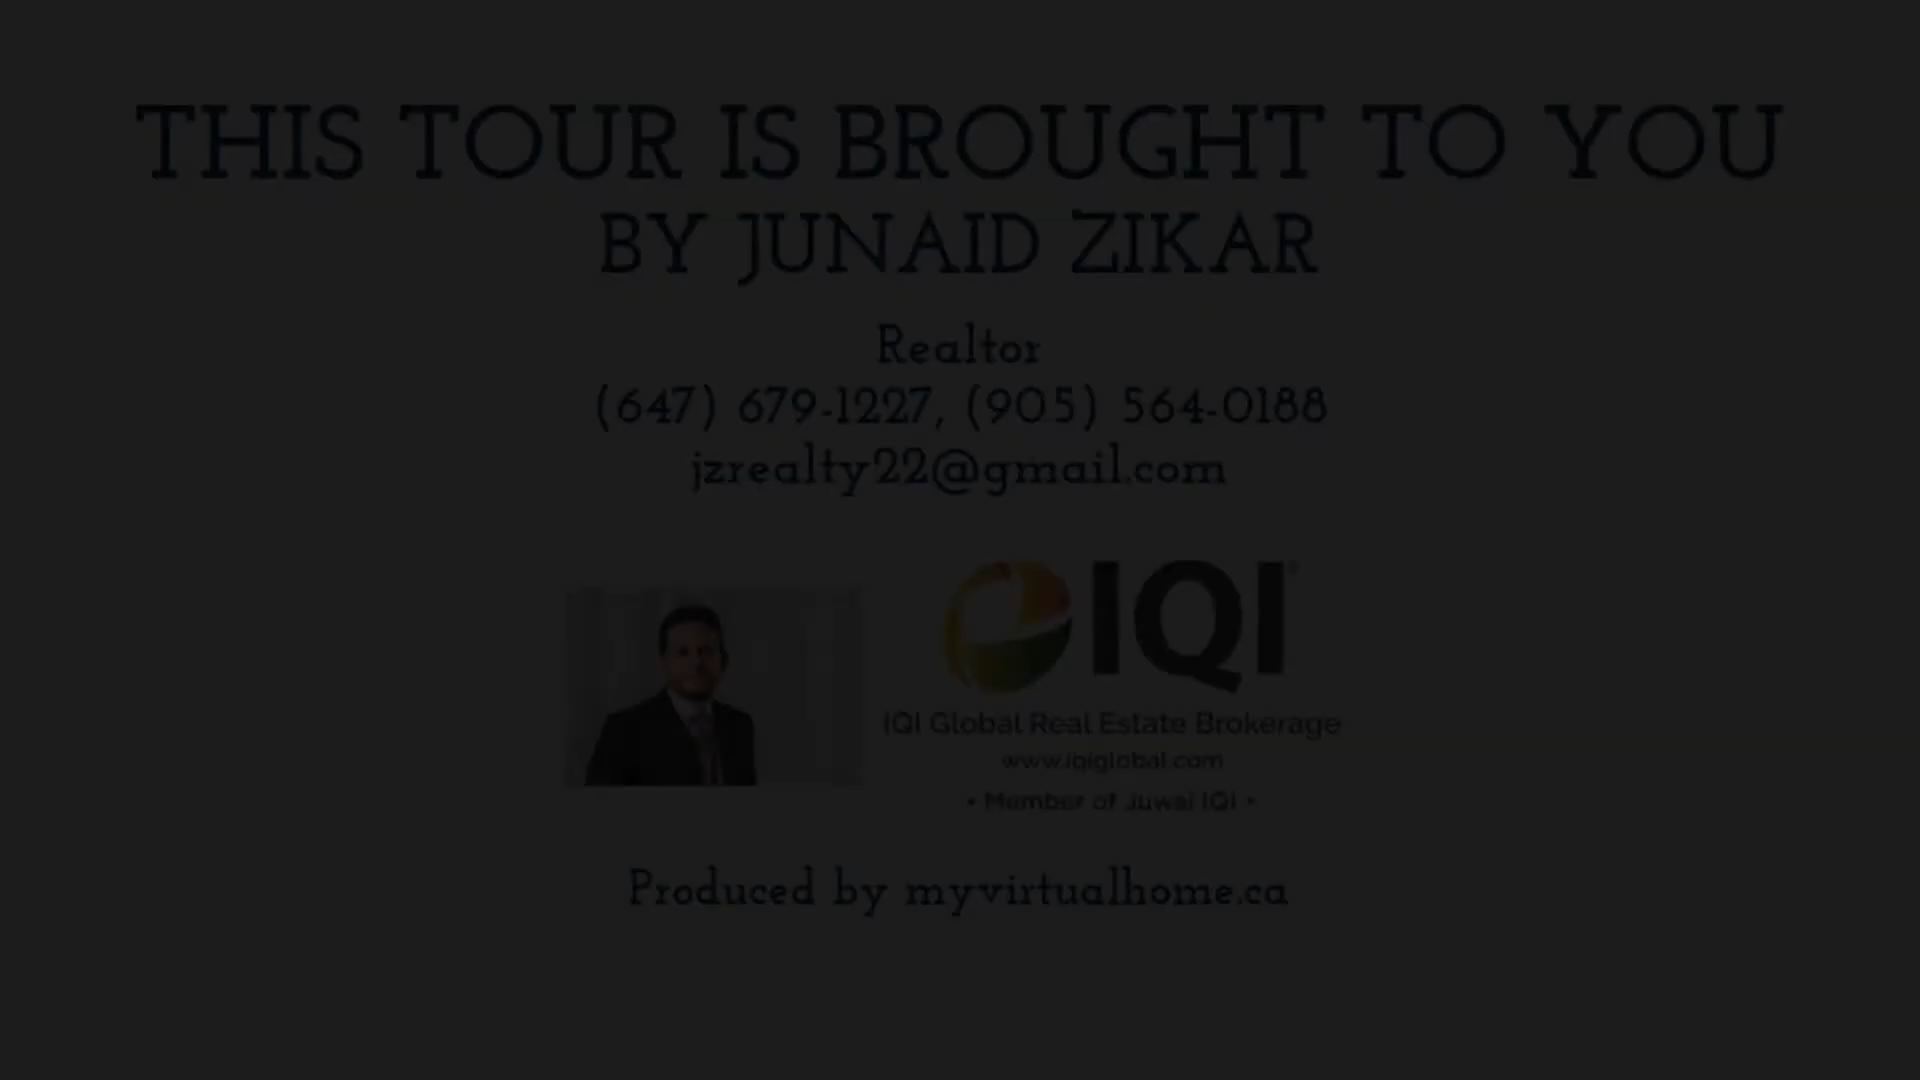 THIS TOUR IS BROUGHT TO YOU
BY JUNAID ZIKAR
Realtor
(647) 679-1227, (905) 564-0188
jzrealty22@gmail.com
IQI
IQI Global Real Estate Brokerage
www.iqiglobal.com
• Member of Juwai IQI •
Produced by myvirtualhome.ca